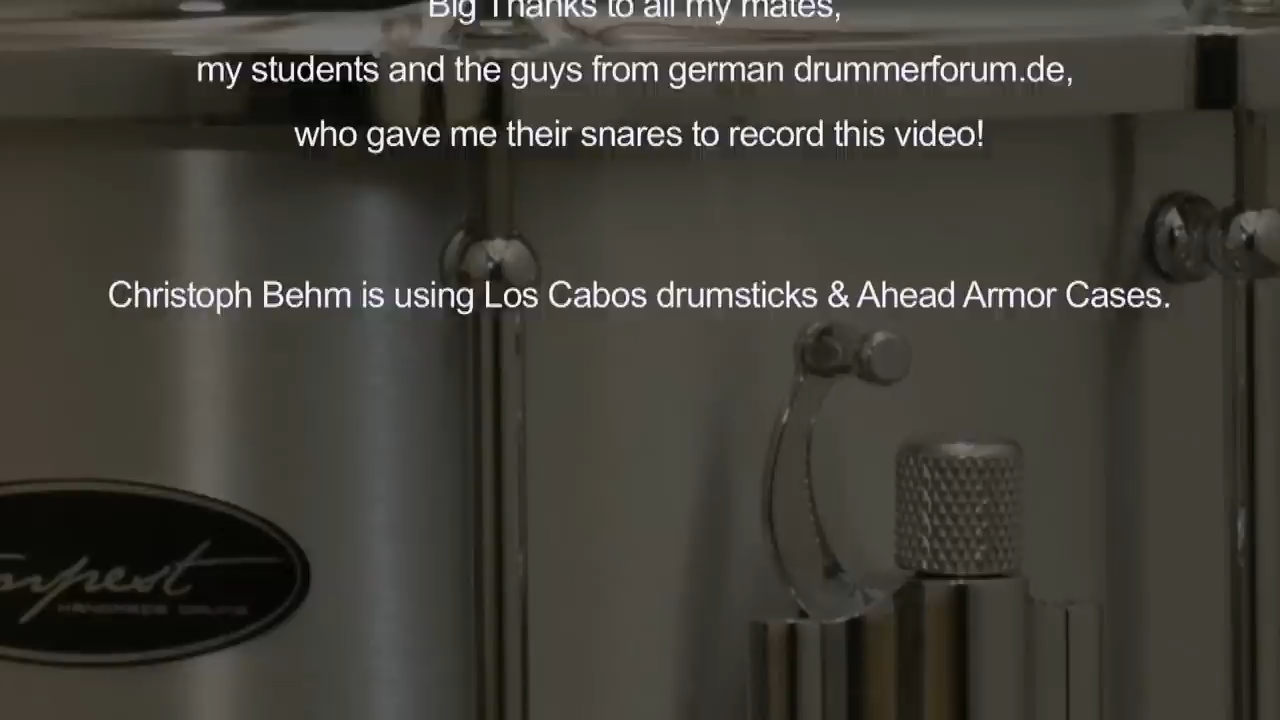 Big Thanks to all my mates,
my students and the guys from german drummerforum.de,
who gave me their snares to record this video!
Christoph Behm is using Los Cabos drumsticks & Ahead Armor Cases.